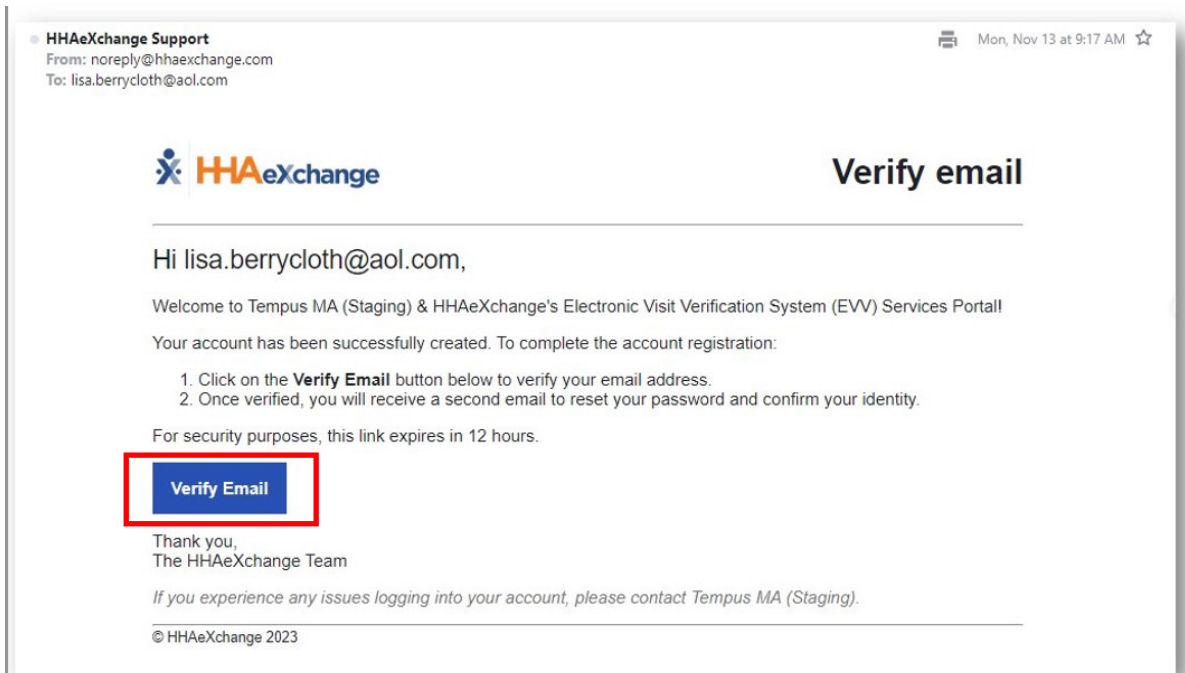 HHAeXchange Support
Mon, Nov 13 at 9:17 AM
From: noreply@hhaexchange.com
To: lisa.berrycloth@aol.com
HHAeXchange
Verify email
Hi lisa.berrycloth@aol.com,
Welcome to Tempus MA (Staging) & HHAeXchange's Electronic Visit Verification System (EVV) Services Portal!
Your account has been successfully created. To complete the account registration:
1. Click on the Verify Email button below to verify your email address.
2. Once verified, you will receive a second email to reset your password and confirm your identity.
For security purposes, this link expires in 12 hours.
Verify Email
Thank you,
The HHAeXchange Team
If you experience any issues logging into your account, please contact Tempus MA (Staging).
© HHAeXchange 2023